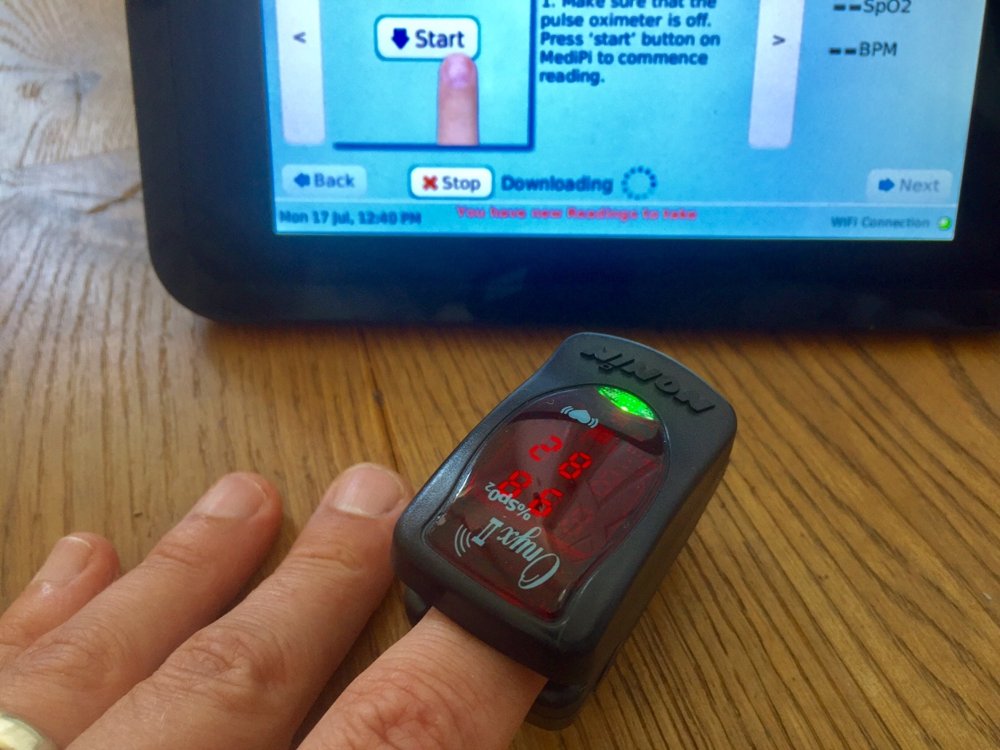 Start
1. Make sure that the
pulse oximeter is off.
Press 'start' button on
MediPi to commence
reading.
<
>
--SpO2
--BPM
Back
Stop
Downloading
Next
Mon 17 Jul, 12:40 PM
You have new Readings to take
WiFi Connection
Onyx II
%SpO2
98
82
NONIN